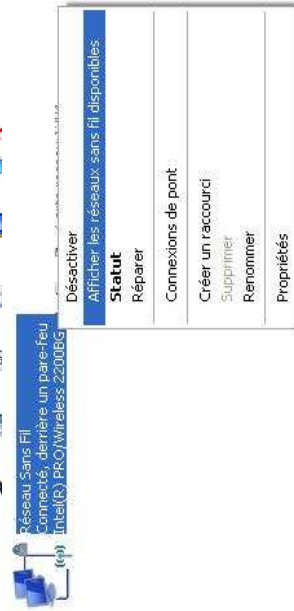 Réseau Sans Fil
Connecté, derrière un pare-feu
Intel(R) PRO/Wireless 2200BG
Désactiver
Afficher les réseaux sans fil disponibles
Statut
Réparer
Connexions de pont
Créer un raccourci
Supprimer
Renommer
Propriétés